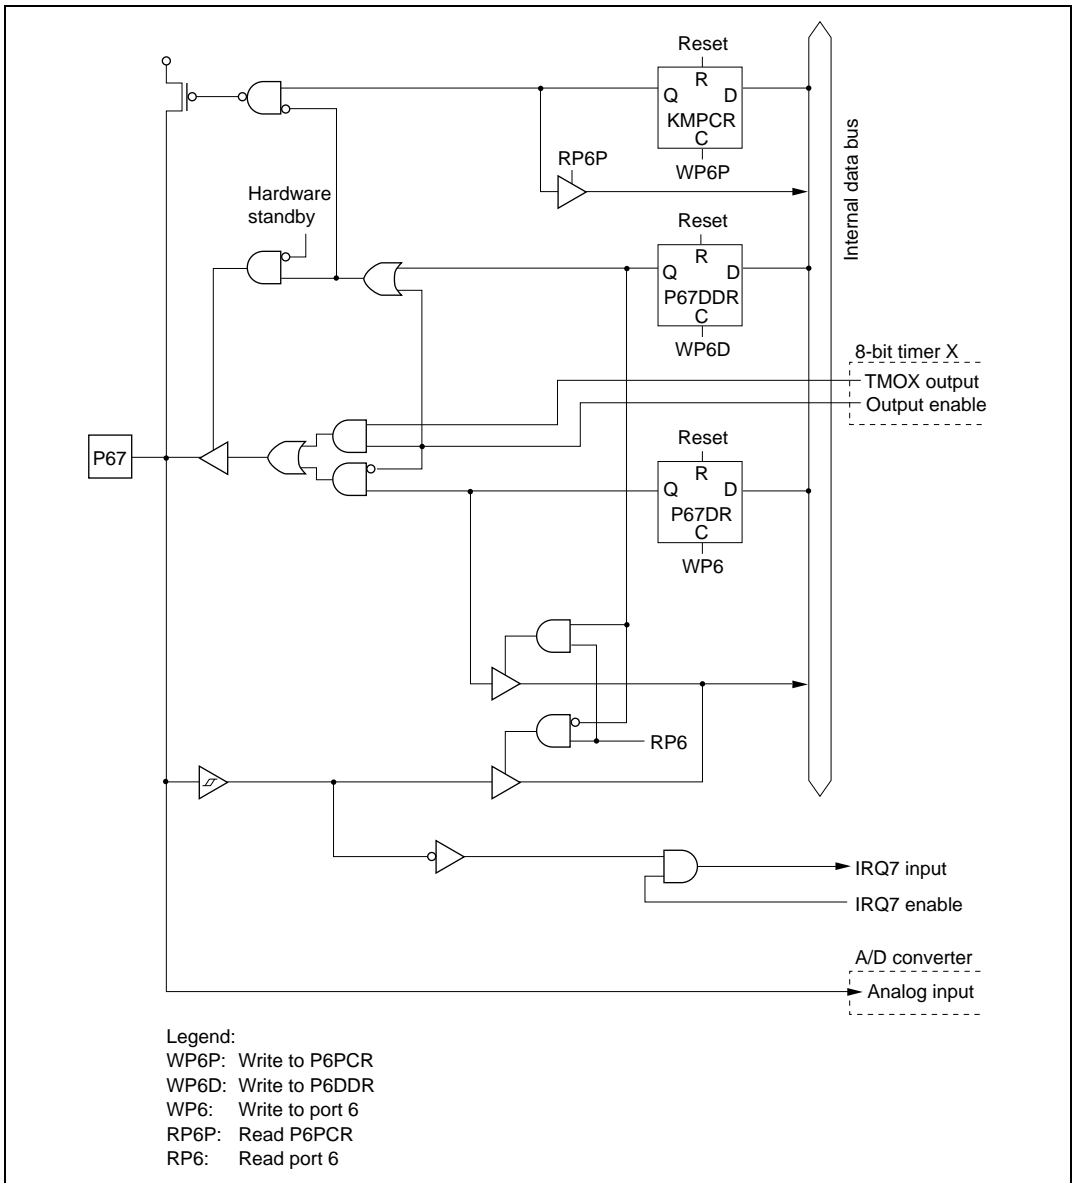 Reset
R
Q D
KMPCR
C
WP6P
RP6P
Hardware
standby
Internal data bus
Reset
R
Q D
P67DDR
C
WP6D
8-bit timer X
TMOX output
Output enable
P67
Reset
R
Q D
P67DR
C
WP6
RP6
IRQ7 input
IRQ7 enable
A/D converter
Analog input
Legend:
WP6P: Write to P6PCR
WP6D: Write to P6DDR
WP6: Write to port 6
RP6P: Read P6PCR
RP6: Read port 6